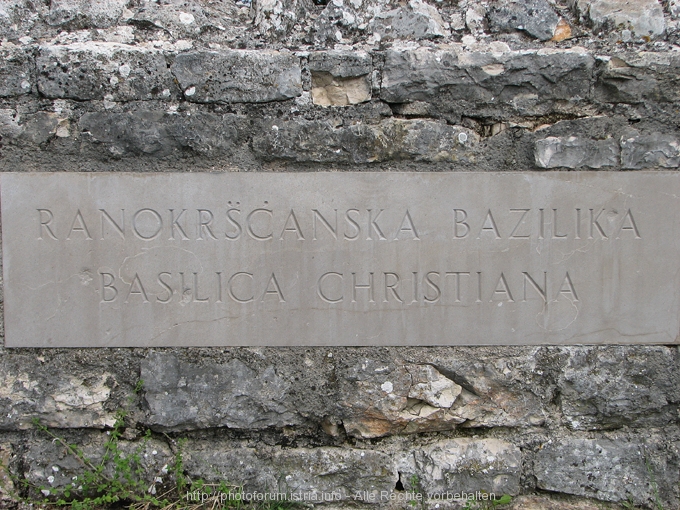 RANOKRŠĆANSKA BAZILIKA
BASILICA CHRISTIANA
http://photoforum.istria.info - Alle Rechte vorbehalten